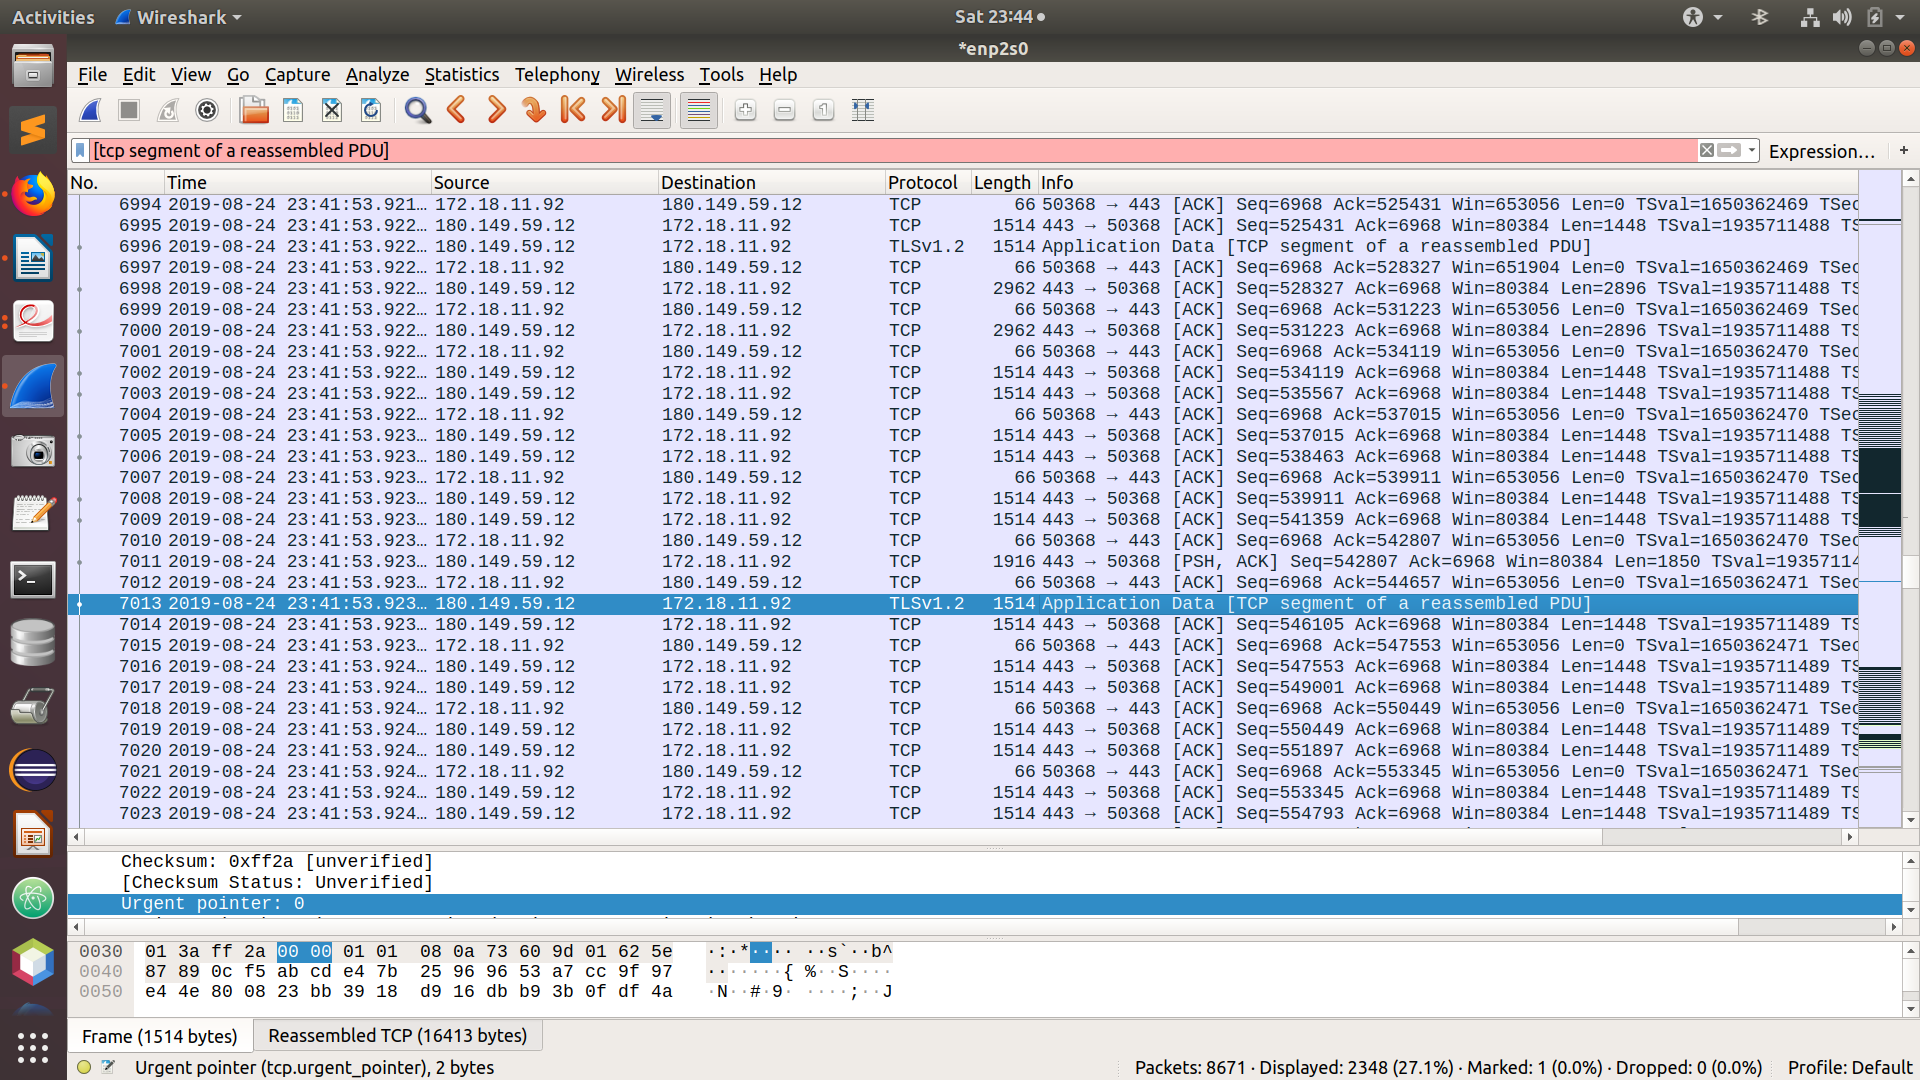 Activities Wireshark Sat 23:44
*enp2s0
File Edit View Go Capture Analyze Statistics Telephony Wireless Tools Help
[tcp segment of a reassembled PDU] Expression… +
No. Time Source Destination Protocol Length Info
6994 2019-08-24 23:41:53.921… 172.18.11.92 180.149.59.12 TCP 66 50368 → 443 [ACK] Seq=6968 Ack=525431 Win=653056 Len=0 TSval=1650362469 TSec
6995 2019-08-24 23:41:53.922… 180.149.59.12 172.18.11.92 TCP 1514 443 → 50368 [ACK] Seq=525431 Ack=6968 Win=80384 Len=1448 TSval=1935711488 TS
6996 2019-08-24 23:41:53.922… 180.149.59.12 172.18.11.92 TLSv1.2 1514 Application Data [TCP segment of a reassembled PDU]
6997 2019-08-24 23:41:53.922… 172.18.11.92 180.149.59.12 TCP 66 50368 → 443 [ACK] Seq=6968 Ack=528327 Win=651904 Len=0 TSval=1650362469 TSec
6998 2019-08-24 23:41:53.922… 180.149.59.12 172.18.11.92 TCP 2962 443 → 50368 [ACK] Seq=528327 Ack=6968 Win=80384 Len=2896 TSval=1935711488 TS
6999 2019-08-24 23:41:53.922… 172.18.11.92 180.149.59.12 TCP 66 50368 → 443 [ACK] Seq=6968 Ack=531223 Win=653056 Len=0 TSval=1650362469 TSec
7000 2019-08-24 23:41:53.922… 180.149.59.12 172.18.11.92 TCP 2962 443 → 50368 [ACK] Seq=531223 Ack=6968 Win=80384 Len=2896 TSval=1935711488 TS
7001 2019-08-24 23:41:53.922… 172.18.11.92 180.149.59.12 TCP 66 50368 → 443 [ACK] Seq=6968 Ack=534119 Win=653056 Len=0 TSval=1650362470 TSec
7002 2019-08-24 23:41:53.922… 180.149.59.12 172.18.11.92 TCP 1514 443 → 50368 [ACK] Seq=534119 Ack=6968 Win=80384 Len=1448 TSval=1935711488 TS
7003 2019-08-24 23:41:53.922… 180.149.59.12 172.18.11.92 TCP 1514 443 → 50368 [ACK] Seq=535567 Ack=6968 Win=80384 Len=1448 TSval=1935711488 TS
7004 2019-08-24 23:41:53.922… 172.18.11.92 180.149.59.12 TCP 66 50368 → 443 [ACK] Seq=6968 Ack=537015 Win=653056 Len=0 TSval=1650362470 TSec
7005 2019-08-24 23:41:53.923… 180.149.59.12 172.18.11.92 TCP 1514 443 → 50368 [ACK] Seq=537015 Ack=6968 Win=80384 Len=1448 TSval=1935711488 TS
7006 2019-08-24 23:41:53.923… 180.149.59.12 172.18.11.92 TCP 1514 443 → 50368 [ACK] Seq=538463 Ack=6968 Win=80384 Len=1448 TSval=1935711488 TS
7007 2019-08-24 23:41:53.923… 172.18.11.92 180.149.59.12 TCP 66 50368 → 443 [ACK] Seq=6968 Ack=539911 Win=653056 Len=0 TSval=1650362470 TSec
7008 2019-08-24 23:41:53.923… 180.149.59.12 172.18.11.92 TCP 1514 443 → 50368 [ACK] Seq=539911 Ack=6968 Win=80384 Len=1448 TSval=1935711488 TS
7009 2019-08-24 23:41:53.923… 180.149.59.12 172.18.11.92 TCP 1514 443 → 50368 [ACK] Seq=541359 Ack=6968 Win=80384 Len=1448 TSval=1935711488 TS
7010 2019-08-24 23:41:53.923… 172.18.11.92 180.149.59.12 TCP 66 50368 → 443 [ACK] Seq=6968 Ack=542807 Win=653056 Len=0 TSval=1650362470 TSec
7011 2019-08-24 23:41:53.923… 180.149.59.12 172.18.11.92 TCP 1916 443 → 50368 [PSH, ACK] Seq=542807 Ack=6968 Win=80384 Len=1850 TSval=19357114
7012 2019-08-24 23:41:53.923… 172.18.11.92 180.149.59.12 TCP 66 50368 → 443 [ACK] Seq=6968 Ack=544657 Win=653056 Len=0 TSval=1650362471 TSec
7013 2019-08-24 23:41:53.923… 180.149.59.12 172.18.11.92 TLSv1.2 1514 Application Data [TCP segment of a reassembled PDU]
7014 2019-08-24 23:41:53.923… 180.149.59.12 172.18.11.92 TCP 1514 443 → 50368 [ACK] Seq=546105 Ack=6968 Win=80384 Len=1448 TSval=1935711489 TS
7015 2019-08-24 23:41:53.923… 172.18.11.92 180.149.59.12 TCP 66 50368 → 443 [ACK] Seq=6968 Ack=547553 Win=653056 Len=0 TSval=1650362471 TSec
7016 2019-08-24 23:41:53.924… 180.149.59.12 172.18.11.92 TCP 1514 443 → 50368 [ACK] Seq=547553 Ack=6968 Win=80384 Len=1448 TSval=1935711489 TS
7017 2019-08-24 23:41:53.924… 180.149.59.12 172.18.11.92 TCP 1514 443 → 50368 [ACK] Seq=549001 Ack=6968 Win=80384 Len=1448 TSval=1935711489 TS
7018 2019-08-24 23:41:53.924… 172.18.11.92 180.149.59.12 TCP 66 50368 → 443 [ACK] Seq=6968 Ack=550449 Win=653056 Len=0 TSval=1650362471 TSec
7019 2019-08-24 23:41:53.924… 180.149.59.12 172.18.11.92 TCP 1514 443 → 50368 [ACK] Seq=550449 Ack=6968 Win=80384 Len=1448 TSval=1935711489 TS
7020 2019-08-24 23:41:53.924… 180.149.59.12 172.18.11.92 TCP 1514 443 → 50368 [ACK] Seq=551897 Ack=6968 Win=80384 Len=1448 TSval=1935711489 TS
7021 2019-08-24 23:41:53.924… 172.18.11.92 180.149.59.12 TCP 66 50368 → 443 [ACK] Seq=6968 Ack=553345 Win=653056 Len=0 TSval=1650362471 TSec
7022 2019-08-24 23:41:53.924… 180.149.59.12 172.18.11.92 TCP 1514 443 → 50368 [ACK] Seq=553345 Ack=6968 Win=80384 Len=1448 TSval=1935711489 TS
7023 2019-08-24 23:41:53.924… 180.149.59.12 172.18.11.92 TCP 1514 443 → 50368 [ACK] Seq=554793 Ack=6968 Win=80384 Len=1448 TSval=1935711489 TS
Checksum: 0xff2a [unverified]
[Checksum Status: Unverified]
Urgent pointer: 0
0030 01 3a ff 2a 00 00 01 01 08 0a 73 60 9d 01 62 5e ·:·*···· ··s`··b^
0040 87 89 0c f5 ab cd e4 7b 25 96 96 53 a7 cc 9f 97 ·······{ %··S····
0050 e4 4e 80 08 23 bb 39 18 d9 16 db b9 3b 0f df 4a ·N··#·9· ····;··J
Frame (1514 bytes) Reassembled TCP (16413 bytes)
Urgent pointer (tcp.urgent_pointer), 2 bytes Packets: 8671 · Displayed: 2348 (27.1%) · Marked: 1 (0.0%) · Dropped: 0 (0.0%) Profile: Default